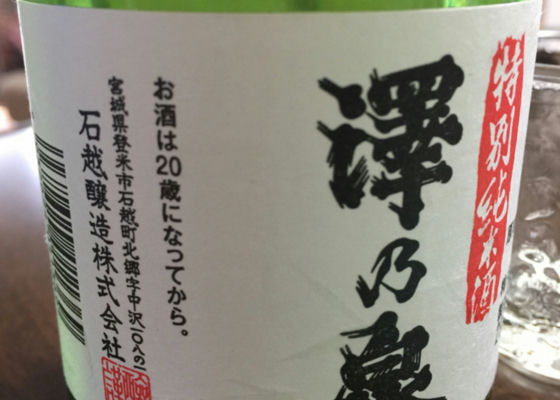 特別純米酒
澤乃泉
お酒は20歳になってから。
宮城県登米市石越町北郷字中沢一〇八の一
石越醸造株式会社